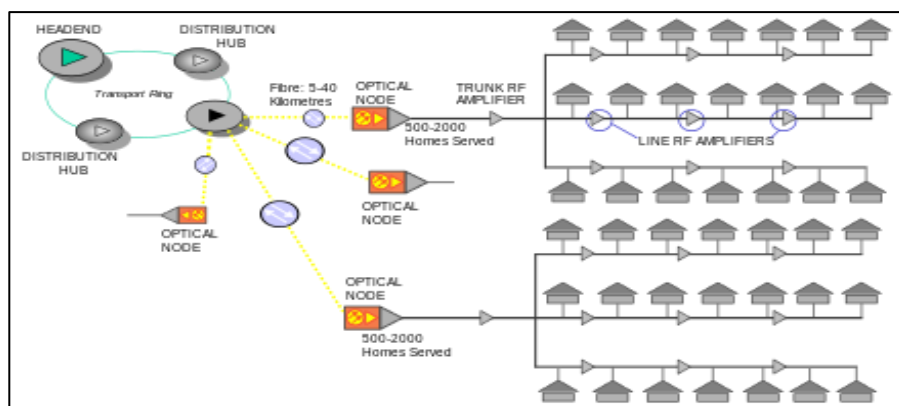 HEADEND
DISTRIBUTION
HUB
Transport Ring
DISTRIBUTION
HUB
Fibre: 5-40
Kilometres
OPTICAL
NODE
500-2000
Homes Served
TRUNK RF
AMPLIFIER
LINE RF AMPLIFIERS
OPTICAL
NODE
OPTICAL
NODE
OPTICAL
NODE
500-2000
Homes Served